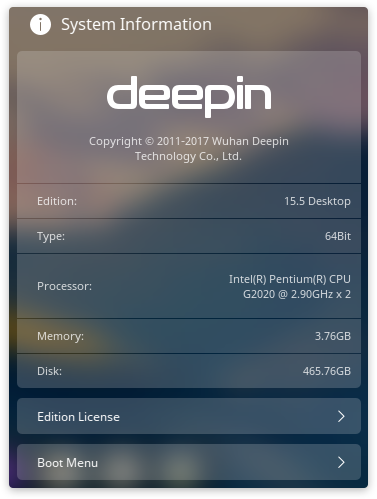 System Information
deepin
Copyright © 2011-2017 Wuhan Deepin
Technology Co., Ltd.
Edition: 15.5 Desktop
Type: 64Bit
Processor: Intel(R) Pentium(R) CPU
G2020 @ 2.90GHz x 2
Memory: 3.76GB
Disk: 465.76GB
Edition License
Boot Menu